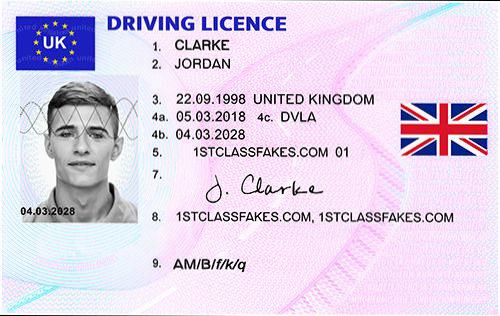 UK
DRIVING LICENCE
1. CLARKE
2. JORDAN
3. 22.09.1998 UNITED KINGDOM
4a. 05.03.2018 4c. DVLA
4b. 04.03.2028
5. 1STCLASSFAKES.COM 01
7.
J. Clarke
04.03.2028
8. 1STCLASSFAKES.COM, 1STCLASSFAKES.COM
9. AM/B/f/k/q